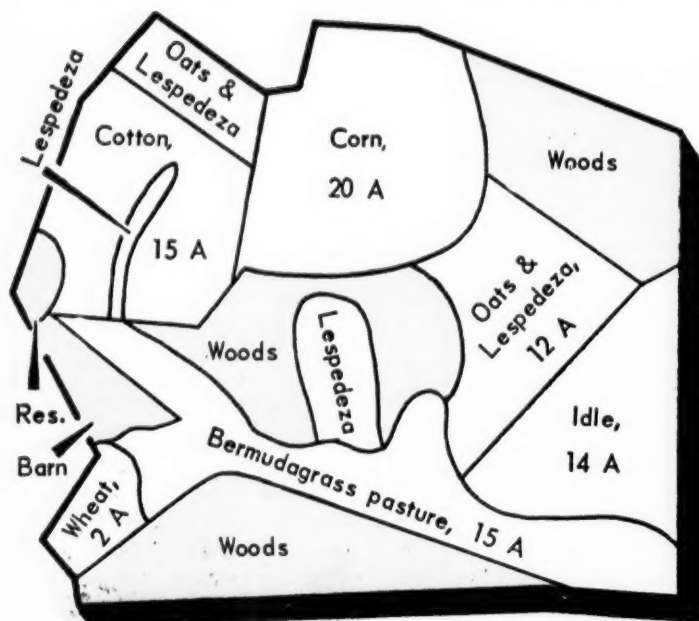 Lespedeza
Oats &
Lespedeza
Cotton,
15 A
Corn,
20 A
Woods
Oats &
Lespedeza,
12 A
Woods
Lespedeza
Idle,
14 A
Res.
Barn
Bermudagrass pasture, 15 A
Wheat,
2 A
Woods